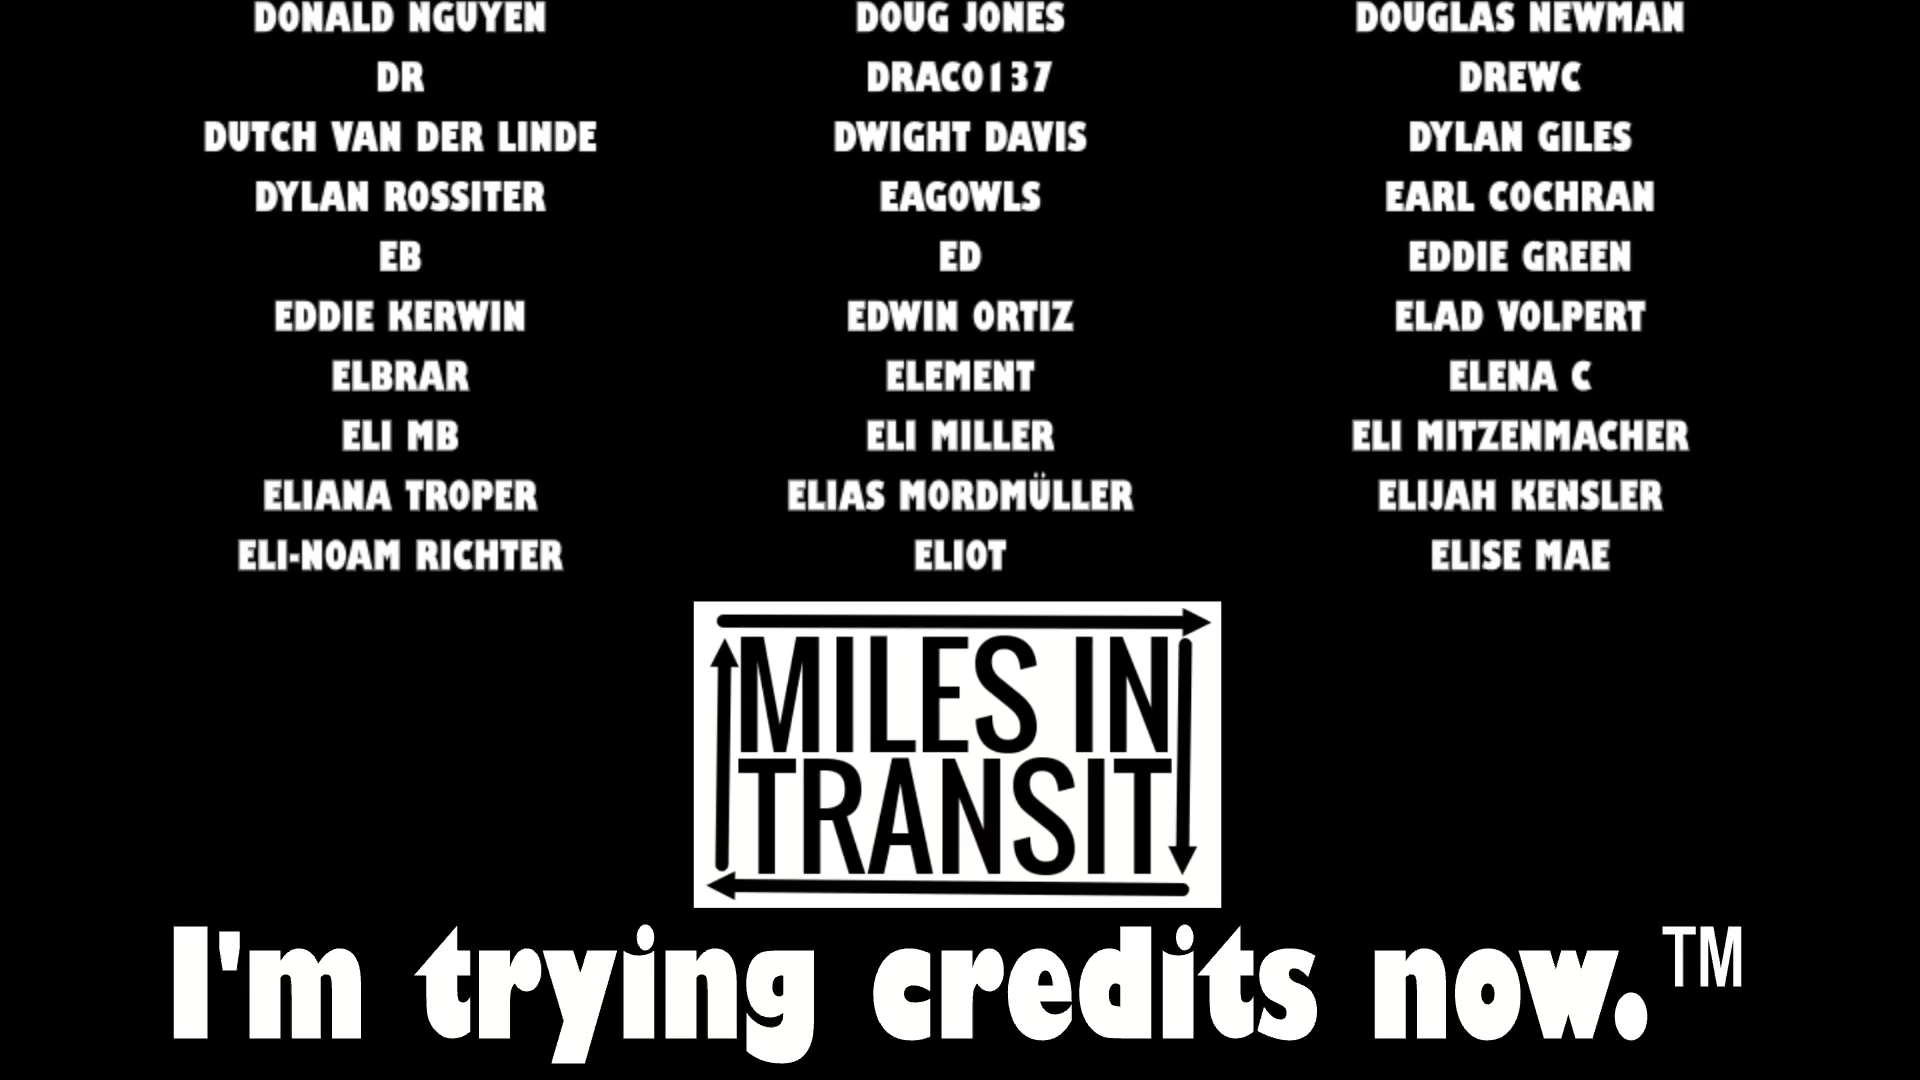 DONALD NGUYEN DOUG JONES DOUGLAS NEWMAN
DR DRACO137 DREWC
DUTCH VAN DER LINDE DWIGHT DAVIS DYLAN GILES
DYLAN ROSSITER EAGOWLS EARL COCHRAN
EB ED EDDIE GREEN
EDDIE KERWIN EDWIN ORTIZ ELAD VOLPERT
ELBRAR ELEMENT ELENA C
ELI MB ELI MILLER ELI MITZENMACHER
ELIANA TROPER ELIAS MORDMÜLLER ELIJAH KENSLER
ELI-NOAM RICHTER ELIOT ELISE MAE
MILES IN
TRANSIT
I'm trying credits now.™